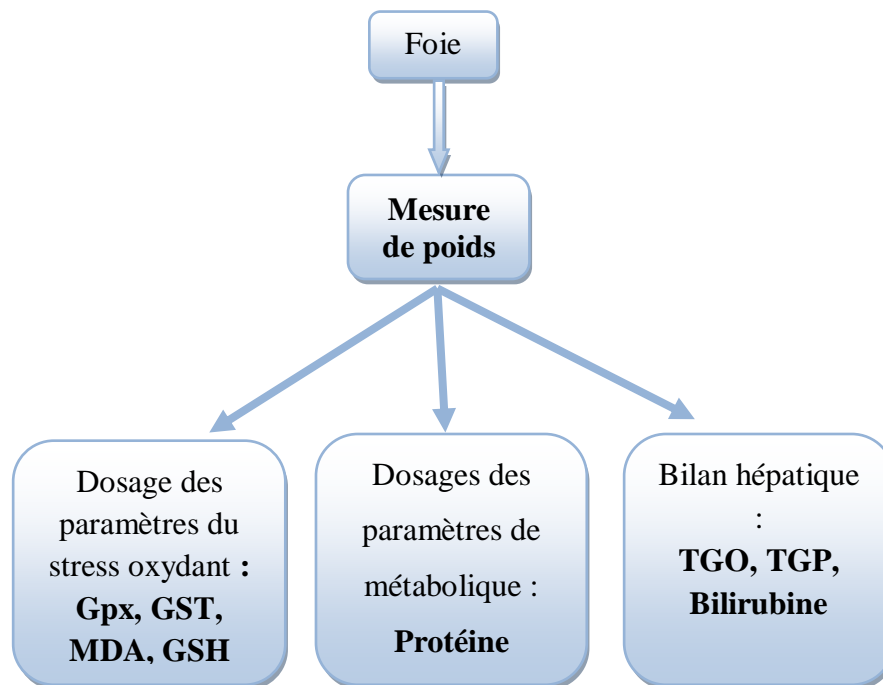 Foie
Mesure
de poids
Dosage des
paramètres du
stress oxydant :
Gpx, GST,
MDA, GSH
Dosages des
paramètres de
métabolique :
Protéine
Bilan hépatique
:
TGO, TGP,
Bilirubine